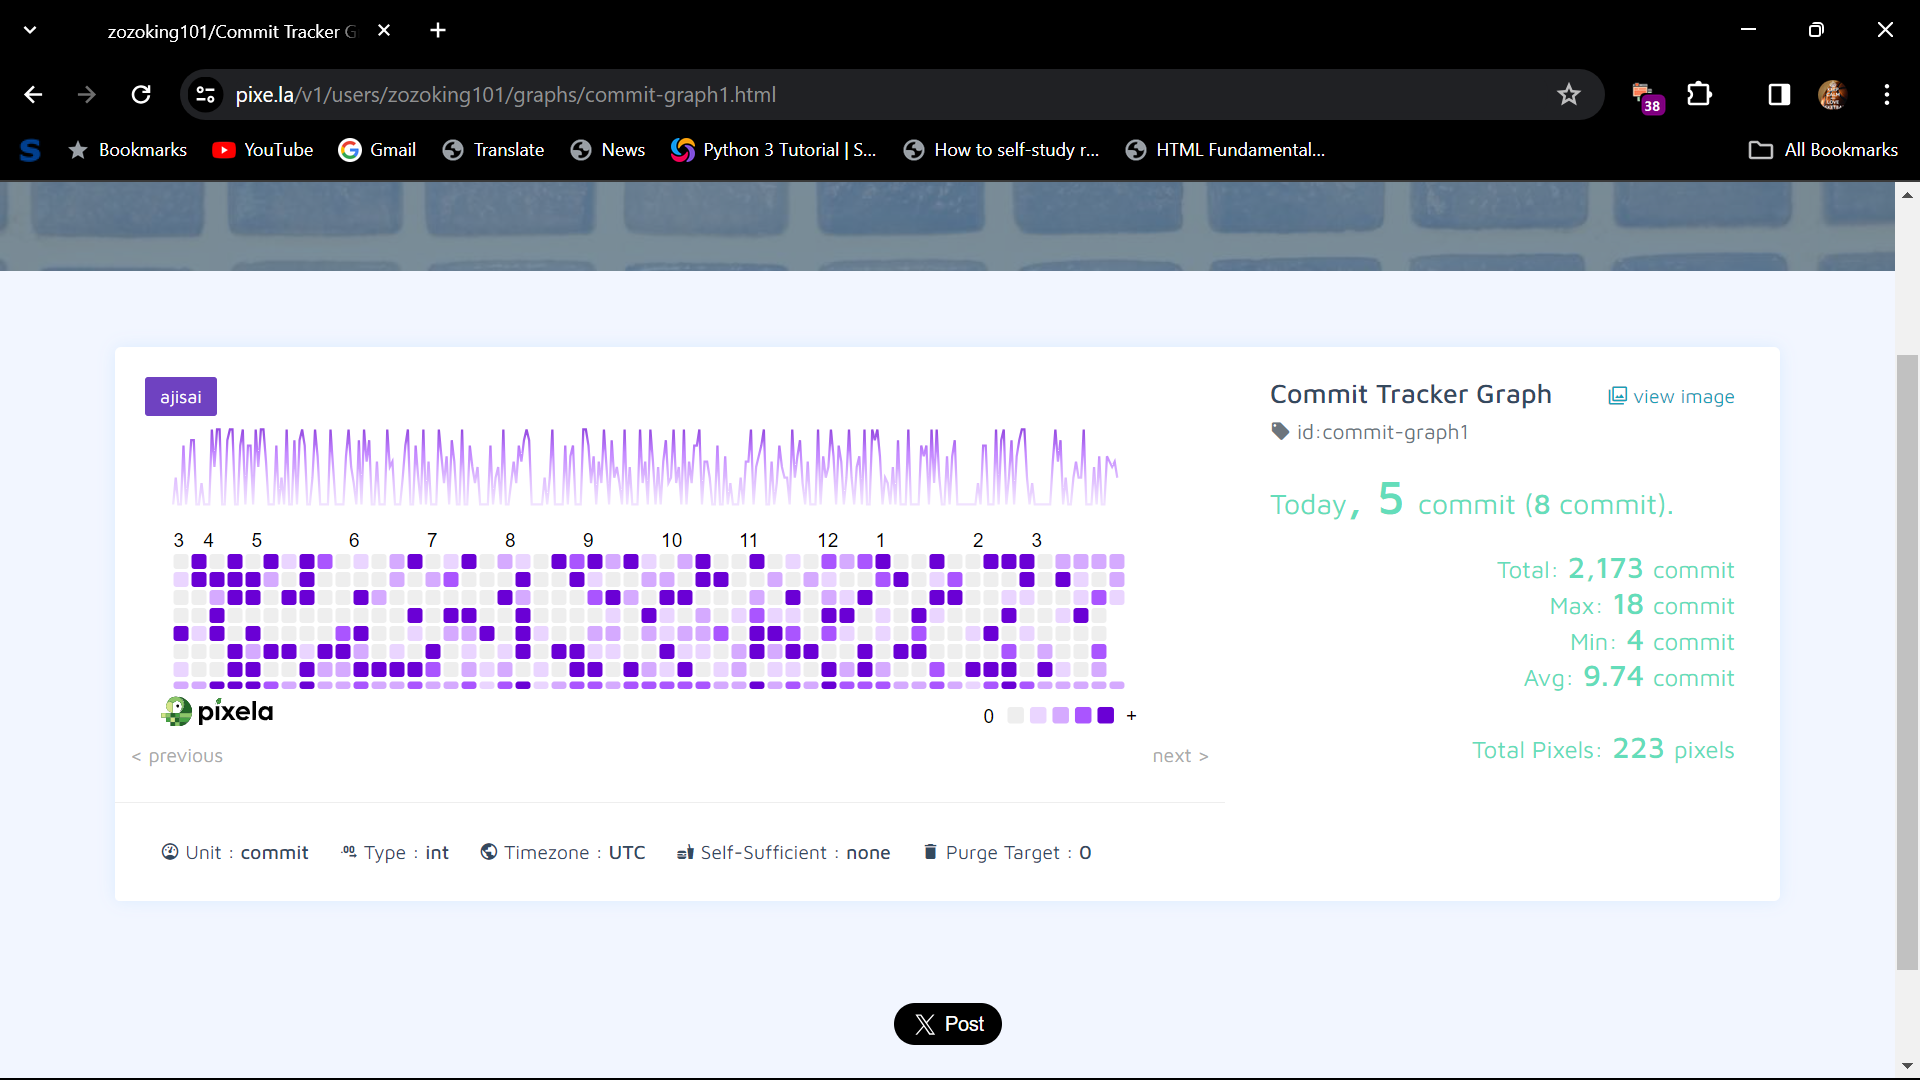 zozoking101/Commit Tracker G
pixe.la/v1/users/zozoking101/graphs/commit-graph1.html
38
S Bookmarks YouTube Gmail Translate News Python 3 Tutorial | S... How to self-study r... HTML Fundamental... All Bookmarks
ajisai
3 4 5 6 7 8 9 10 11 12 1 2 3
pixela
0 +
< previous next >
Unit : commit Type : int Timezone : UTC Self-Sufficient : none Purge Target : 0
Commit Tracker Graph view image
id:commit-graph1
Today, 5 commit (8 commit).
Total: 2,173 commit
Max: 18 commit
Min: 4 commit
Avg: 9.74 commit
Total Pixels: 223 pixels
X Post